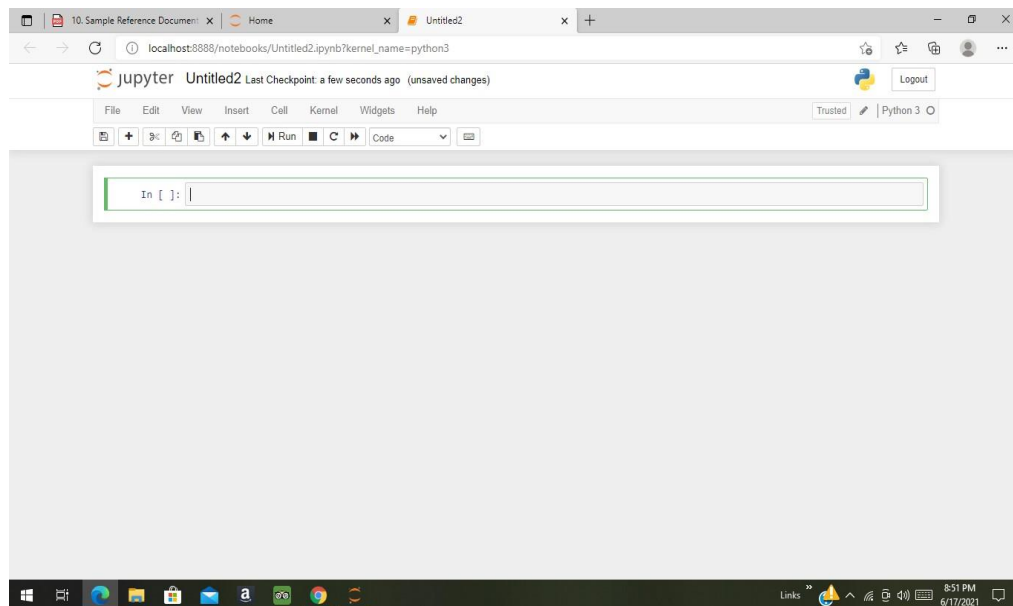 10. Sample Reference Document
Home
Untitled2
localhost:8888/notebooks/Untitled2.ipynb?kernel_name=python3
jupyter Untitled2 Last Checkpoint: a few seconds ago (unsaved changes)
Logout
File Edit View Insert Cell Kernel Widgets Help
Trusted Python 3
Run Code
In [ ]:
a
Links
8:51 PM
6/17/2021